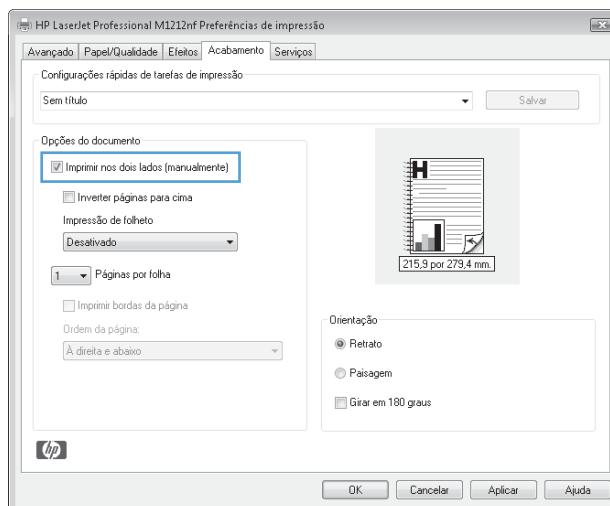 HP LaserJet Professional M1212nf Preferências de impressão
Avançado Papel/Qualidade Efeitos Acabamento Serviços
Configurações rápidas de tarefas de impressão
Sem título
Salvar
Opções do documento
Imprimir nos dois lados (manualmente)
Inverter páginas para cima
Impressão de folheto
Desativado
1 Páginas por folha
Imprimir bordas da página
Ordem da página:
À direita e abaixo
H
215,9 por 279,4 mm.
Orientação
Retrato
Paisagem
Girar em 180 graus
hp
OK Cancelar Aplicar Ajuda